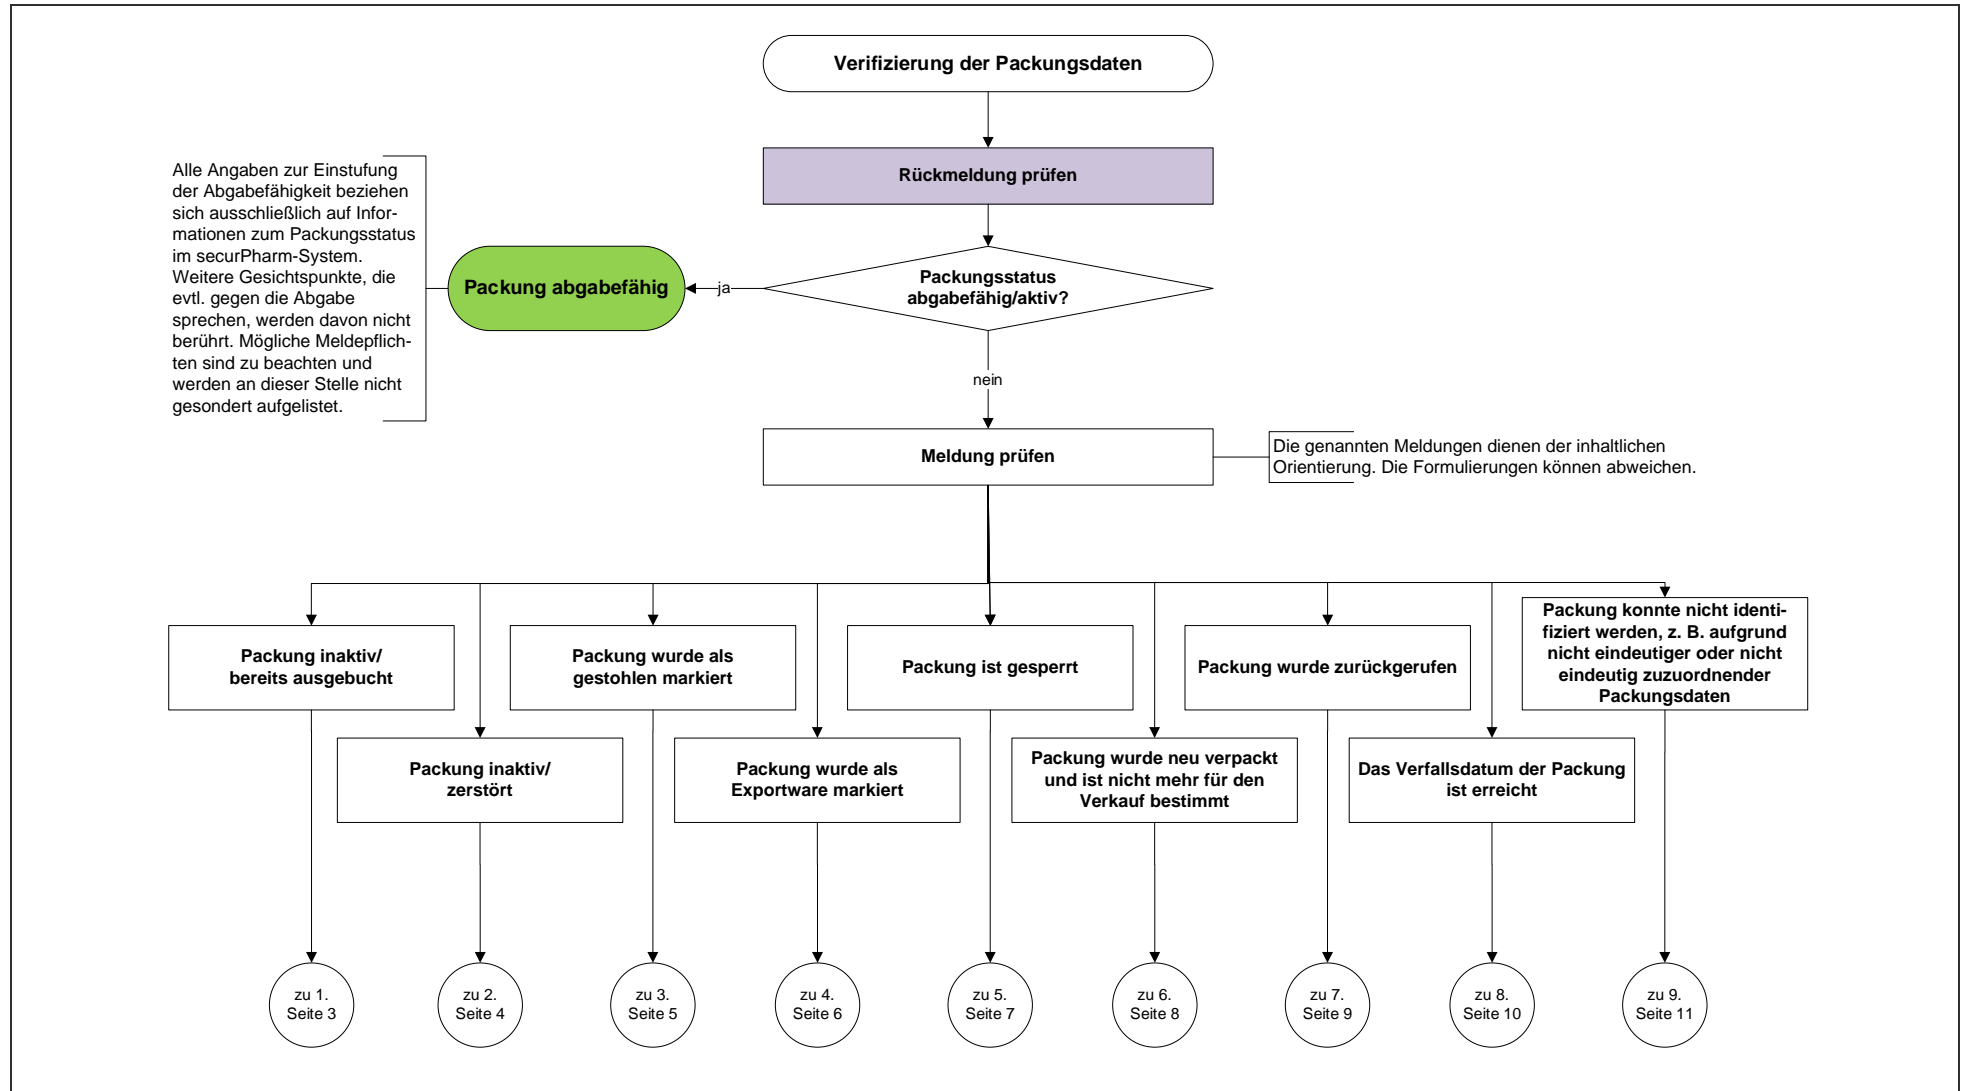 Verifizierung der Packungsdaten
Rückmeldung prüfen
Alle Angaben zur Einstufung
der Abgabefähigkeit beziehen
sich ausschließlich auf Infor-
mationen zum Packungsstatus
im securPharm-System.
Weitere Gesichtspunkte, die
evtl. gegen die Abgabe
sprechen, werden davon nicht
berührt. Mögliche Meldepflich-
ten sind zu beachten und
werden an dieser Stelle nicht
gesondert aufgelistet.
Packung abgabefähig
ja
Packungsstatus
abgabefähig/aktiv?
nein
Meldung prüfen
Die genannten Meldungen dienen der inhaltlichen
Orientierung. Die Formulierungen können abweichen.
Packung inaktiv/
bereits ausgebucht
Packung wurde als
gestohlen markiert
Packung ist gesperrt
Packung wurde zurückgerufen
Packung konnte nicht identi-
fiziert werden, z. B. aufgrund
nicht eindeutiger oder nicht
eindeutig zuzuordnender
Packungsdaten
Packung inaktiv/
zerstört
Packung wurde als
Exportware markiert
Packung wurde neu verpackt
und ist nicht mehr für den
Verkauf bestimmt
Das Verfallsdatum der Packung
ist erreicht
zu 1.
Seite 3
zu 2.
Seite 4
zu 3.
Seite 5
zu 4.
Seite 6
zu 5.
Seite 7
zu 6.
Seite 8
zu 7.
Seite 9
zu 8.
Seite 10
zu 9.
Seite 11